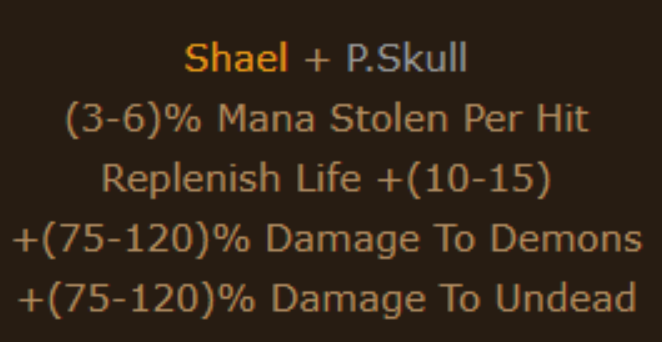 Shael + P.Skull
(3-6)% Mana Stolen Per Hit
Replenish Life +(10-15)
+(75-120)% Damage To Demons
+(75-120)% Damage To Undead